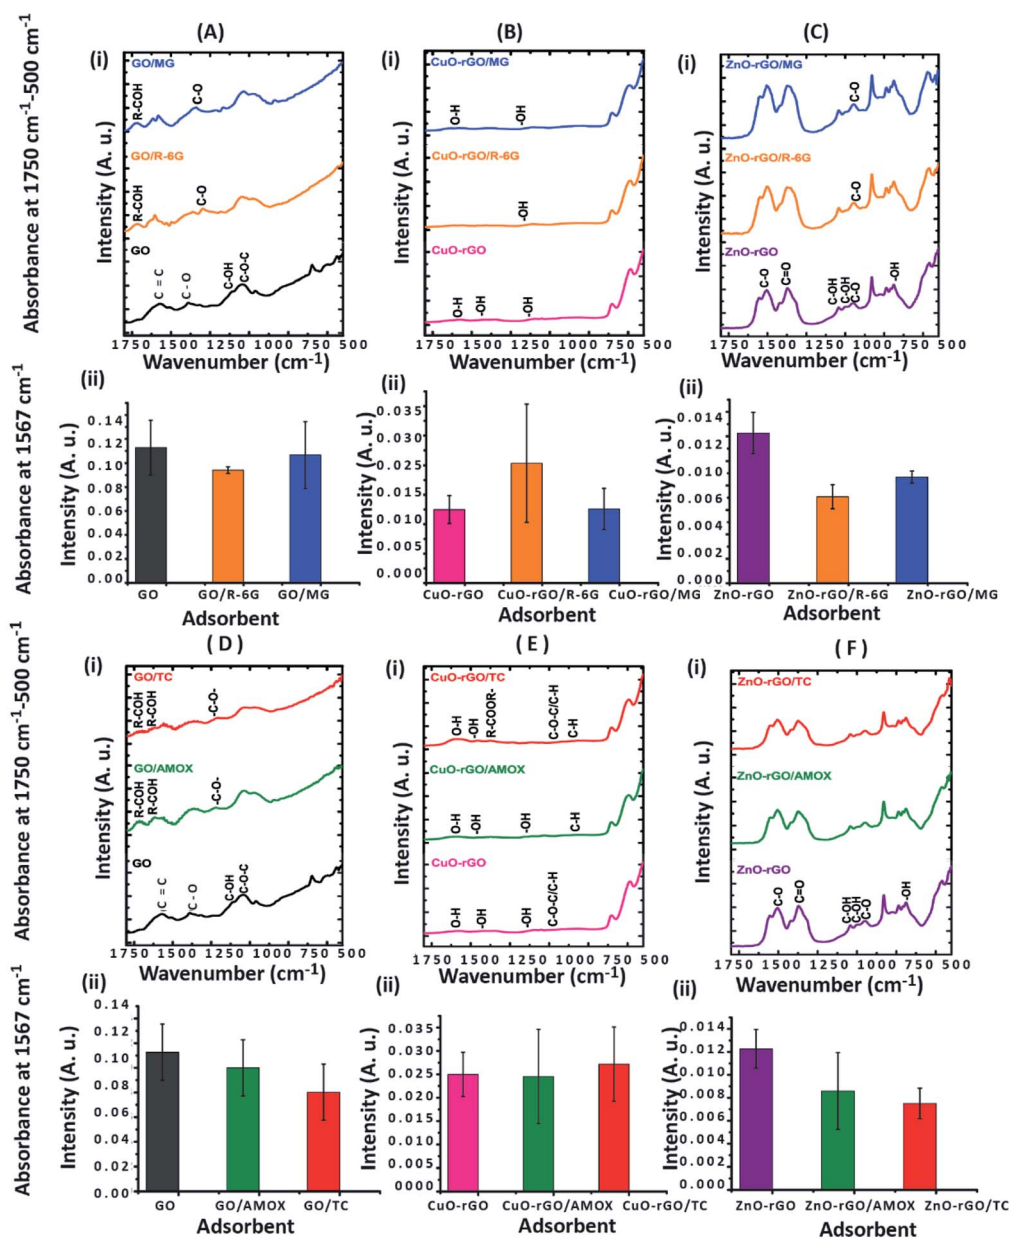 (A)
(B)
(C)
Absorbance at 1750 cm⁻¹-500 cm⁻¹
(i)
Intensity (A. u.)
GO/MG
R-COH
C-O
GO/R-6G
R-COH
C-O
GO
C = C
C - O
C-OH
C-O-C
1750 1500 1250 1000 750 500
Wavenumber (cm⁻¹)
(i)
Intensity (A. u.)
CuO-rGO/MG
O-H
-OH
CuO-rGO/R-6G
-OH
CuO-rGO
O-H
-OH
-OH
1750 1500 1250 1000 750 500
Wavenumber (cm⁻¹)
(i)
Intensity (A. u.)
ZnO-rGO/MG
C-O
ZnO-rGO/R-6G
C-O
ZnO-rGO
C-O
C=O
C-OH
C-OH
C-O
-OH
1750 1500 1250 1000 750 500
Wavenumber (cm⁻¹)
Absorbance at 1567 cm⁻¹
(ii)
Intensity (A. u.)
0.14
0.12
0.10
0.08
0.06
0.04
0.02
0.00
GO GO/R-6G GO/MG
Adsorbent
(ii)
Intensity (A. u.)
0.035
0.030
0.025
0.015
0.010
0.005
0.000
CuO-rGO CuO-rGO/R-6G CuO-rGO/MG
Adsorbent
(ii)
Intensity (A. u.)
0.014
0.012
0.010
0.006
0.004
0.002
0.000
ZnO-rGO ZnO-rGO/R-6G ZnO-rGO/MG
Adsorbent
( D )
( E )
( F )
Absorbance at 1750 cm⁻¹-500 cm⁻¹
(i)
Intensity (A. u.)
GO/TC
R-COH
R-COH
-C-O-
GO/AMOX
R-COH
R-COH
-C-O-
GO
C = C
C - O
C-OH
C-O-C
1750 1500 1250 1000 750 500
Wavenumber (cm⁻¹)
(i)
Intensity (A. u.)
CuO-rGO/TC
O-H
-OH
R-COOR-
C-O-C/C-H
C-H
CuO-rGO/AMOX
O-H
-OH
-OH
C-H
CuO-rGO
O-H
-OH
-OH
C-O-C/C-H
1750 1500 1250 1000 750 500
Wavenumber (cm⁻¹)
(i)
Intensity (A. u.)
ZnO-rGO/TC
ZnO-rGO/AMOX
ZnO-rGO
C-O
C=O
C-OH
C-OH
C-O
-OH
1750 1500 1250 1000 750 500
Wavenumber (cm⁻¹)
Absorbance at 1567 cm⁻¹
(ii)
Intensity (A. u.)
0.14
0.12
0.10
0.08
0.06
0.04
0.02
0.00
GO GO/AMOX GO/TC
Adsorbent
(ii)
Intensity (A. u.)
0.035
0.030
0.025
0.020
0.015
0.010
0.005
0000
CuO-rGO CuO-rGO/AMOX CuO-rGO/TC
Adsorbent
(ii)
Intensity (A. u.)
0.014
0.012
0.010
0.008
0.006
0.004
0.002
0.000
ZnO-rGO ZnO-rGO/AMOX ZnO-rGO/TC
Adsorbent